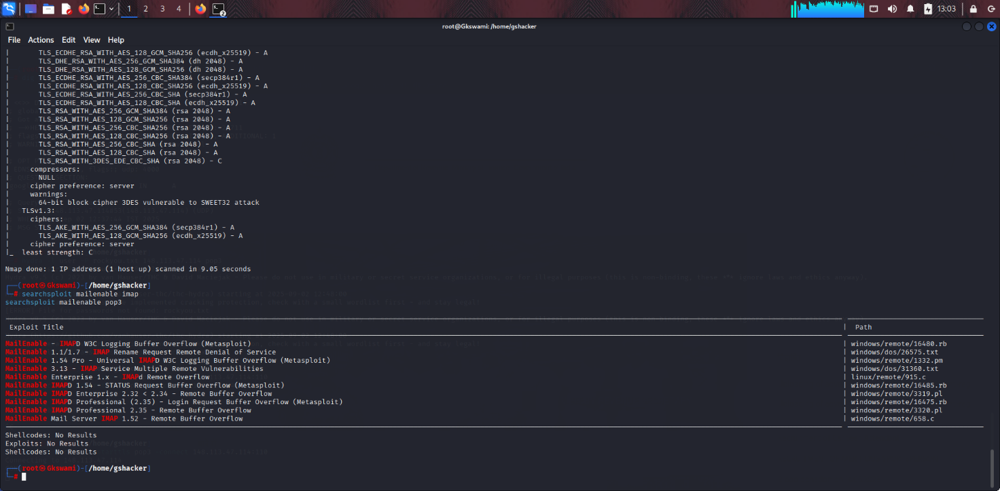 1 2 3 4 2 13:03
root@Gkswami: /home/gshacker
File Actions Edit View Help
| TLS_ECDHE_RSA_WITH_AES_128_GCM_SHA256 (ecdh_x25519) - A
| TLS_DHE_RSA_WITH_AES_256_GCM_SHA384 (dh 2048) - A
| TLS_DHE_RSA_WITH_AES_128_GCM_SHA256 (dh 2048) - A
| TLS_ECDHE_RSA_WITH_AES_256_CBC_SHA384 (secp384r1) - A
| TLS_ECDHE_RSA_WITH_AES_128_CBC_SHA256 (ecdh_x25519) - A
| TLS_ECDHE_RSA_WITH_AES_256_CBC_SHA (secp384r1) - A
| TLS_ECDHE_RSA_WITH_AES_128_CBC_SHA (ecdh_x25519) - A
| TLS_RSA_WITH_AES_256_GCM_SHA384 (rsa 2048) - A
| TLS_RSA_WITH_AES_128_GCM_SHA256 (rsa 2048) - A
| TLS_RSA_WITH_AES_256_CBC_SHA256 (rsa 2048) - A
| TLS_RSA_WITH_AES_128_CBC_SHA256 (rsa 2048) - A
| TLS_RSA_WITH_AES_256_CBC_SHA (rsa 2048) - A
| TLS_RSA_WITH_AES_128_CBC_SHA (rsa 2048) - A
| TLS_RSA_WITH_3DES_EDE_CBC_SHA (rsa 2048) - C
| compressors:
| NULL
| cipher preference: server
| warnings:
| 64-bit block cipher 3DES vulnerable to SWEET32 attack
| TLSv1.3:
| ciphers:
| TLS_AKE_WITH_AES_256_GCM_SHA384 (secp384r1) - A
| TLS_AKE_WITH_AES_128_GCM_SHA256 (ecdh_x25519) - A
| cipher preference: server
|_ least strength: C
Nmap done: 1 IP address (1 host up) scanned in 9.05 seconds
┌──(root㉿Gkswami)-[/home/gshacker]
└─# searchsploit mailenable imap
searchsploit mailenable pop3
Exploit Title | Path
MailEnable - IMAPD W3C Logging Buffer Overflow (Metasploit) | windows/remote/16480.rb
MailEnable 1.1/1.7 - IMAP Rename Request Remote Denial of Service | windows/dos/26575.txt
MailEnable 1.54 Pro - Universal IMAPD W3C Logging Buffer Overflow (Metasploit) | windows/remote/1332.pm
MailEnable 3.13 - IMAP Service Multiple Remote Vulnerabilities | windows/dos/31360.txt
MailEnable Enterprise 1.x - IMAPd Remote Overflow | linux/remote/915.c
MailEnable IMAPD 1.54 - STATUS Request Buffer Overflow (Metasploit) | windows/remote/16485.rb
MailEnable IMAPD Enterprise 2.32 < 2.34 - Remote Buffer Overflow | windows/remote/3319.pl
MailEnable IMAPD Professional (2.35) - Login Request Buffer Overflow (Metasploit) | windows/remote/16475.rb
MailEnable IMAPD Professional 2.35 - Remote Buffer Overflow | windows/remote/3320.pl
MailEnable Mail Server IMAP 1.52 - Remote Buffer Overflow | windows/remote/658.c
Shellcodes: No Results
Exploits: No Results
Shellcodes: No Results
┌──(root㉿Gkswami)-[/home/gshacker]
└─#